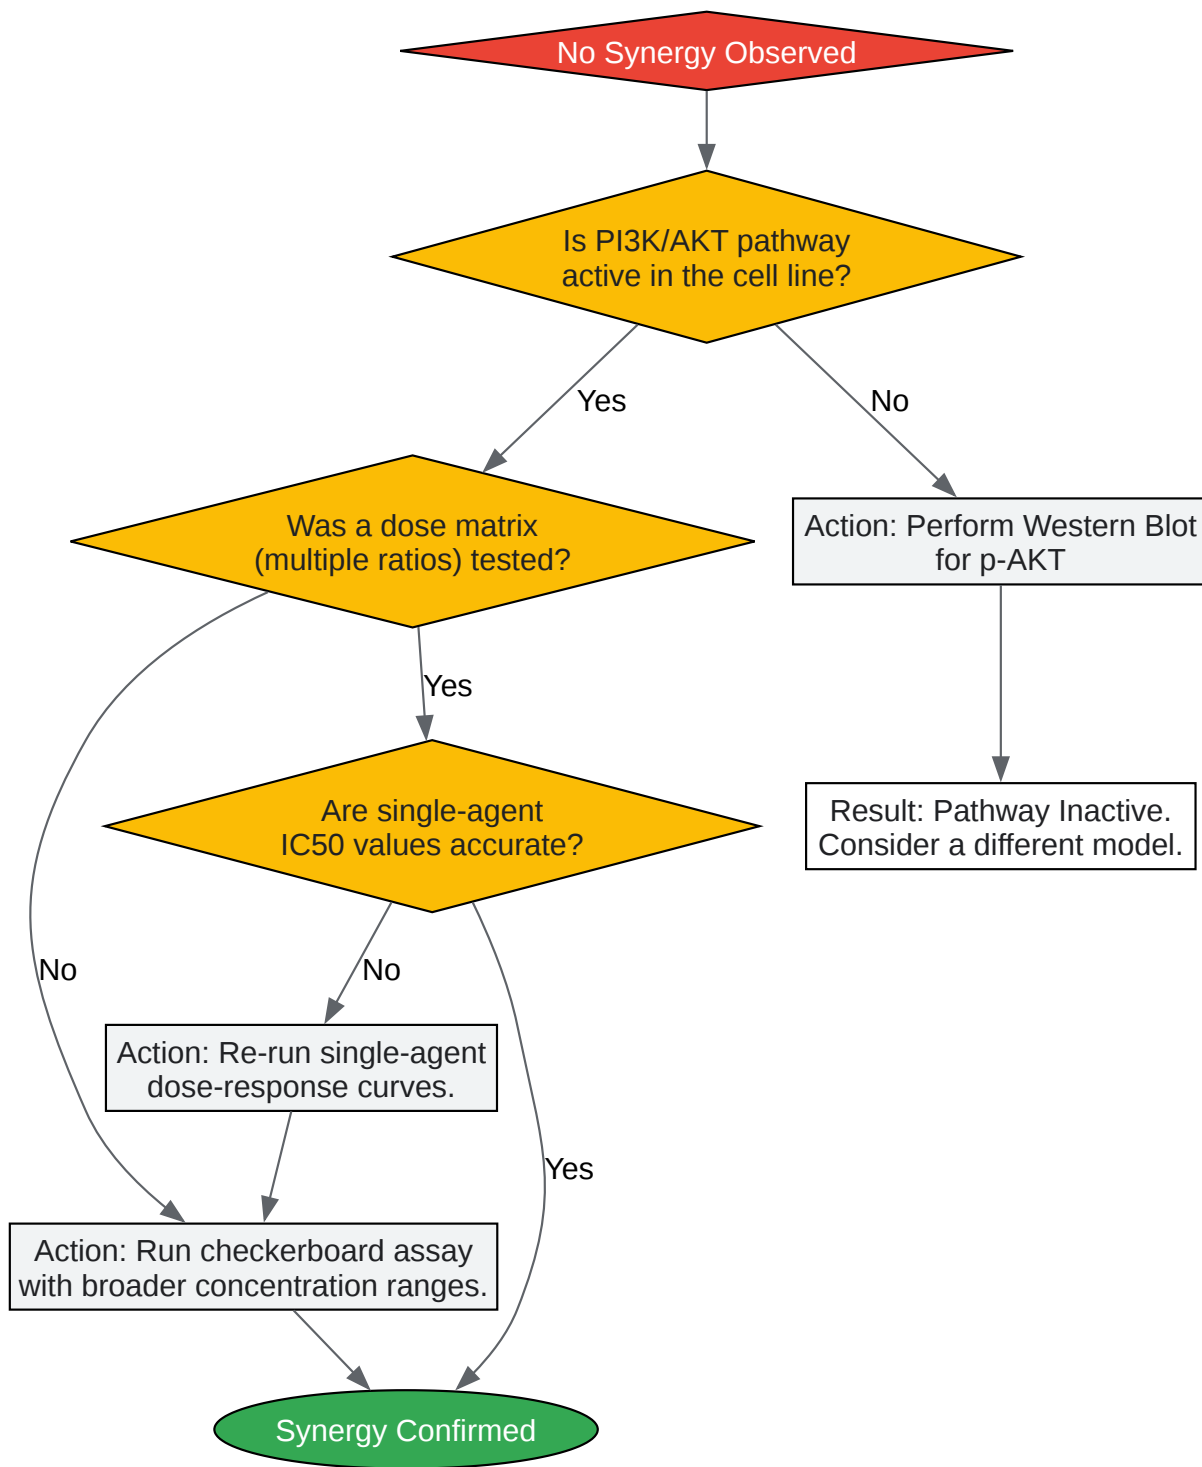 No Synergy Observed
Is PI3K/AKT pathway
active in the cell line?
Yes
No
Was a dose matrix
(multiple ratios) tested?
Action: Perform Western Blot
for p-AKT
Yes
Are single-agent
IC50 values accurate?
Result: Pathway Inactive.
Consider a different model.
No
No
Action: Re-run single-agent
dose-response curves.
Yes
Action: Run checkerboard assay
with broader concentration ranges.
Synergy Confirmed